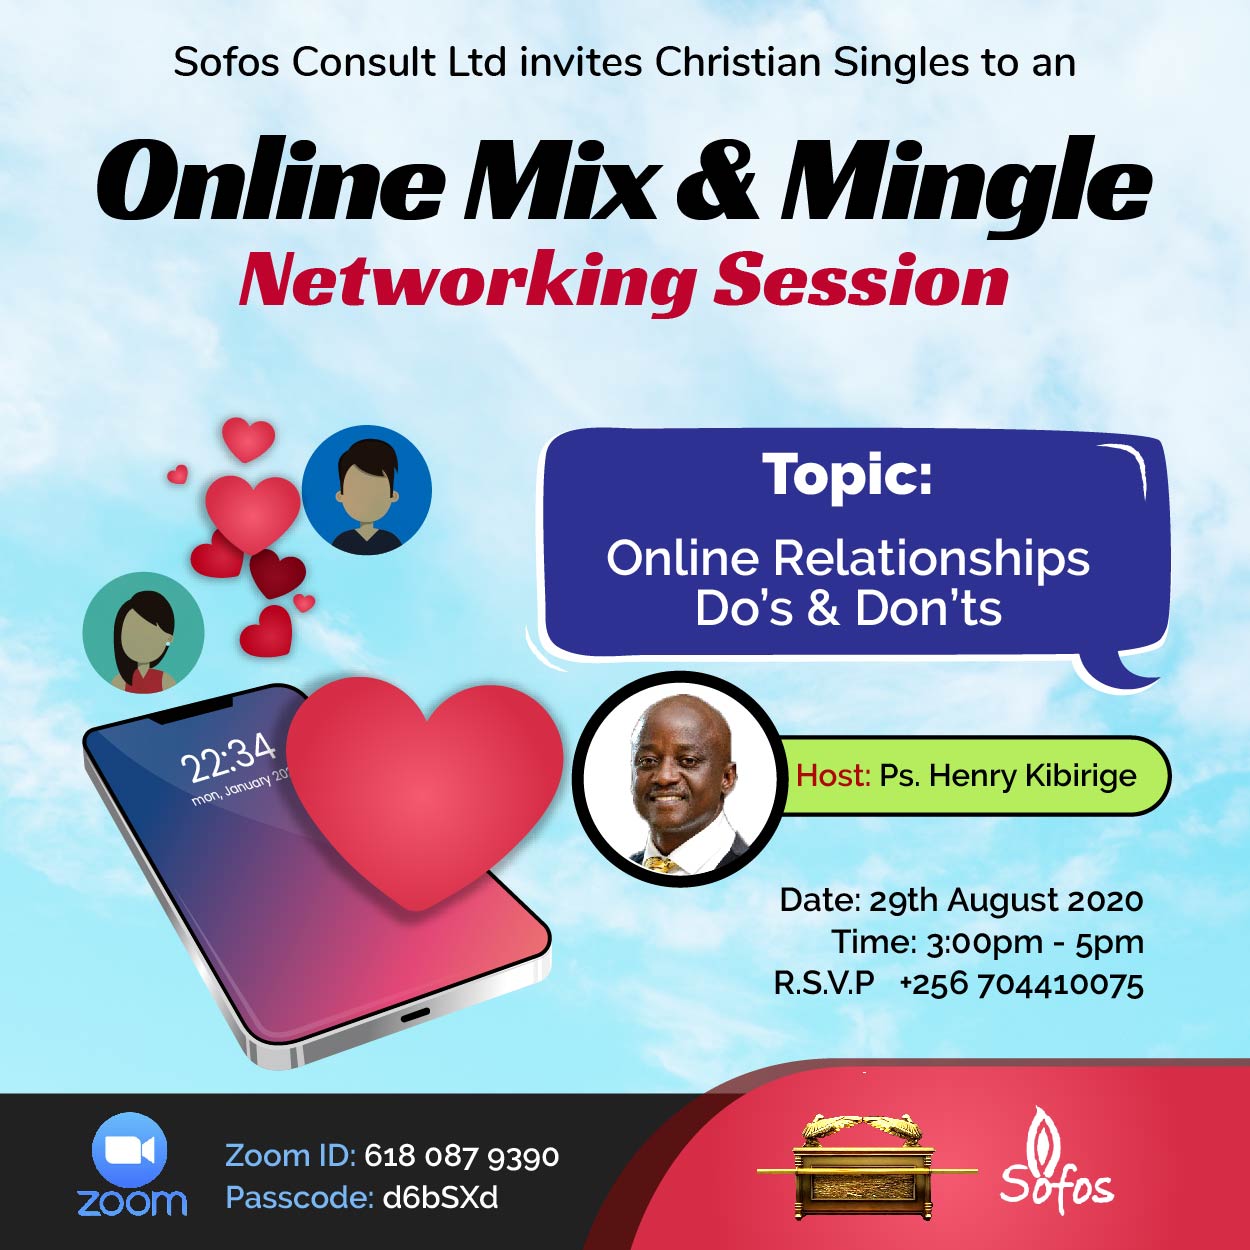 Sofos Consult Ltd invites Christian Singles to an
Online Mix & Mingle
Networking Session
Topic:
Online Relationships
Do's & Don'ts
22:34
mon, January
Host: Ps. Henry Kibirige
Date: 29th August 2020
Time: 3:00pm - 5pm
R.S.V.P +256 704410075
zoom
Zoom ID: 618 087 9390
Passcode: d6bSXd
Sofos